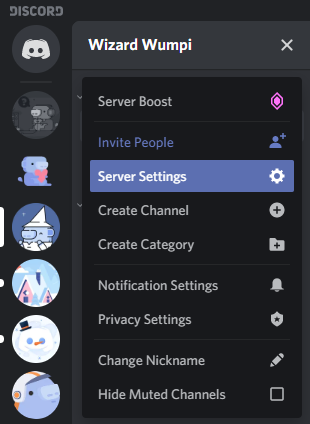 DISCORD
Wizard Wumpi
Server Boost
Invite People
Server Settings
Create Channel
Create Category
Notification Settings
Privacy Settings
Change Nickname
Hide Muted Channels